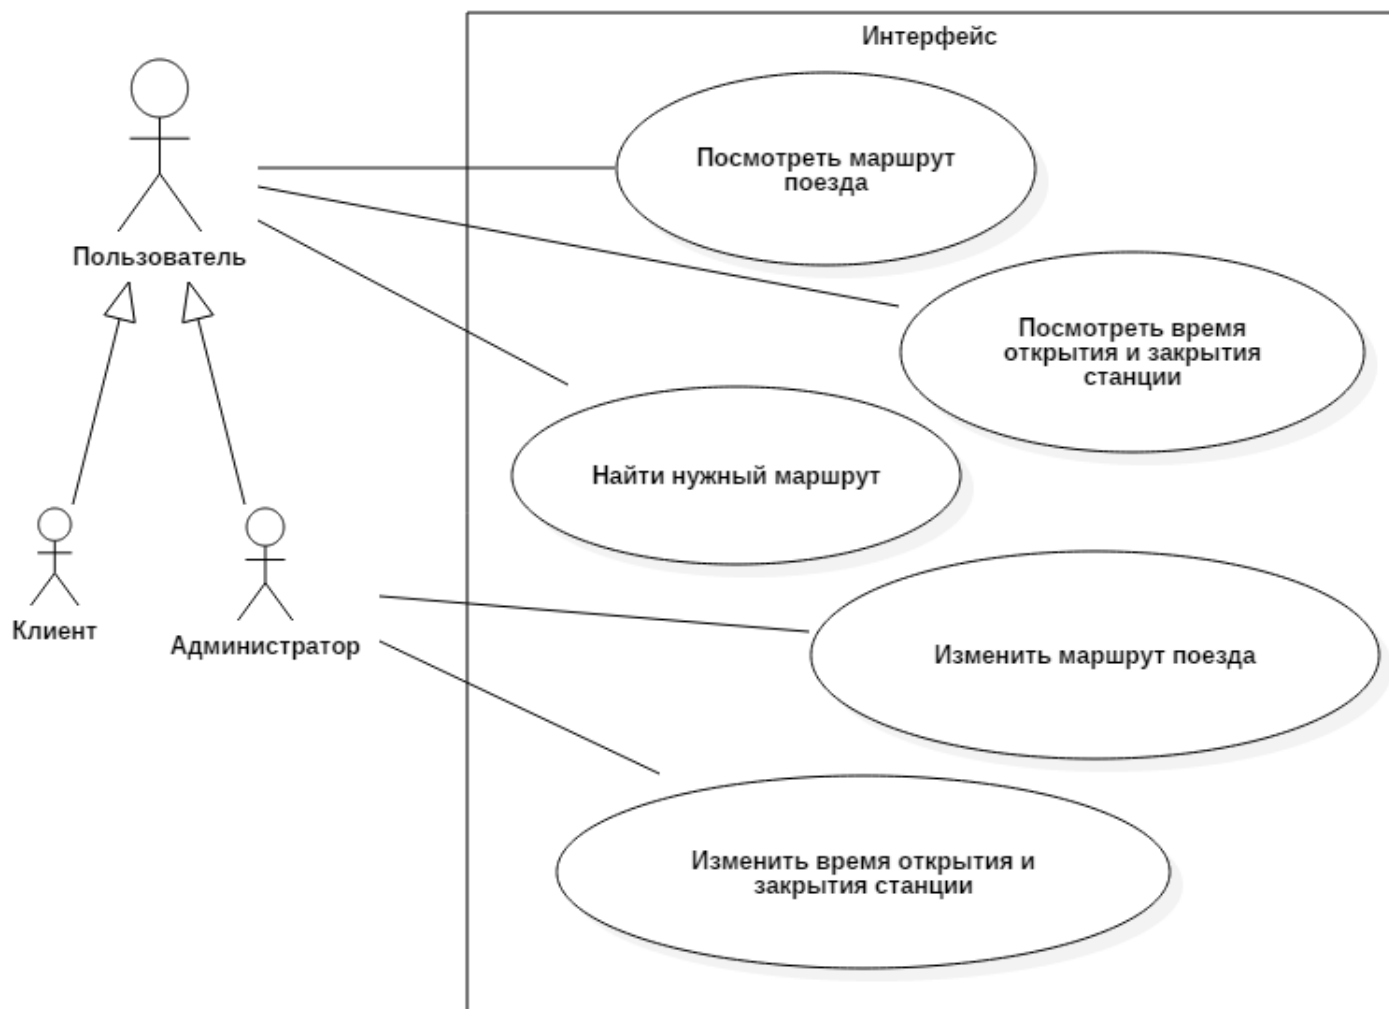 Интерфейс
Посмотреть маршрут
поезда
Пользователь
Посмотреть время
открытия и закрытия
станции
Найти нужный маршрут
Клиент
Администратор
Изменить маршрут поезда
Изменить время открытия и
закрытия станции